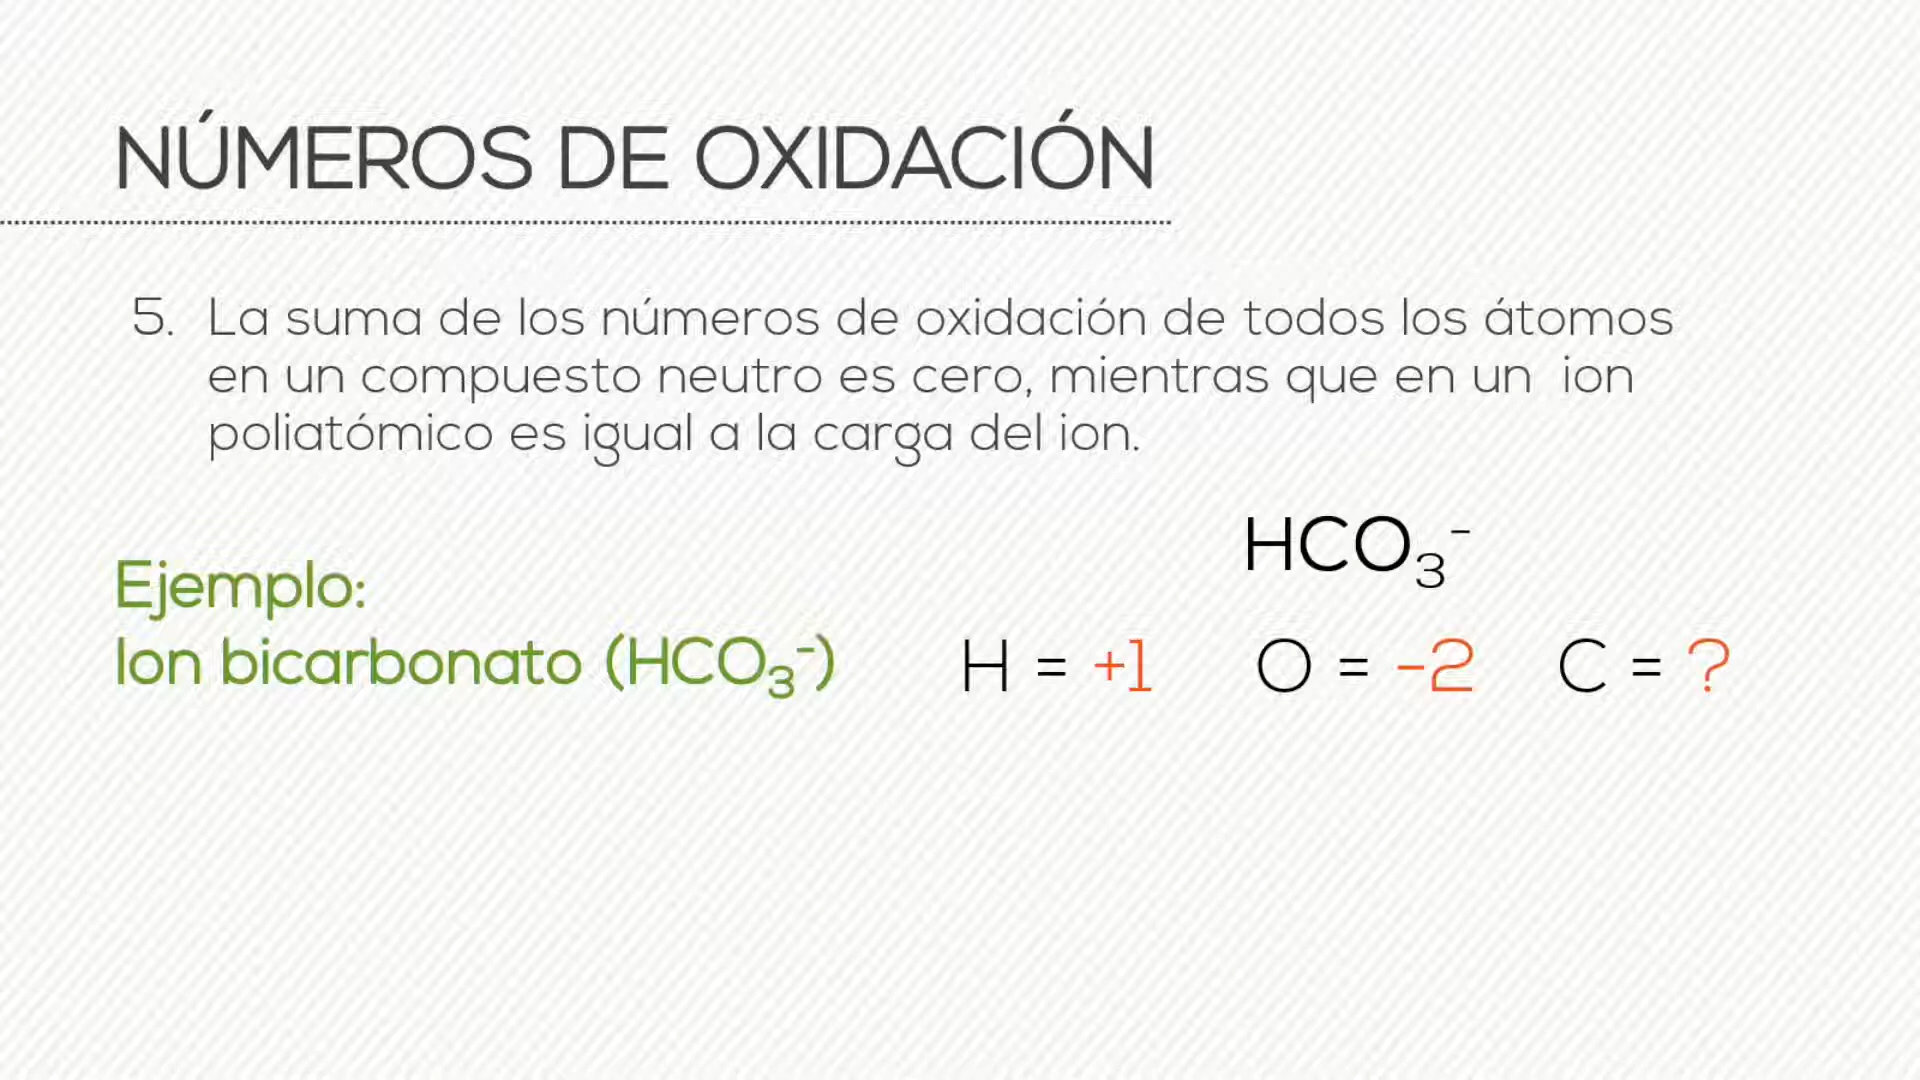 NÚMEROS DE OXIDACIÓN
5. La suma de los números de oxidación de todos los átomos
en un compuesto neutro es cero, mientras que en un ion
poliatómico es igual a la carga del ion.
HCO₃⁻
Ejemplo:
Ion bicarbonato (HCO₃⁻)
H = +1 O = -2 C = ?